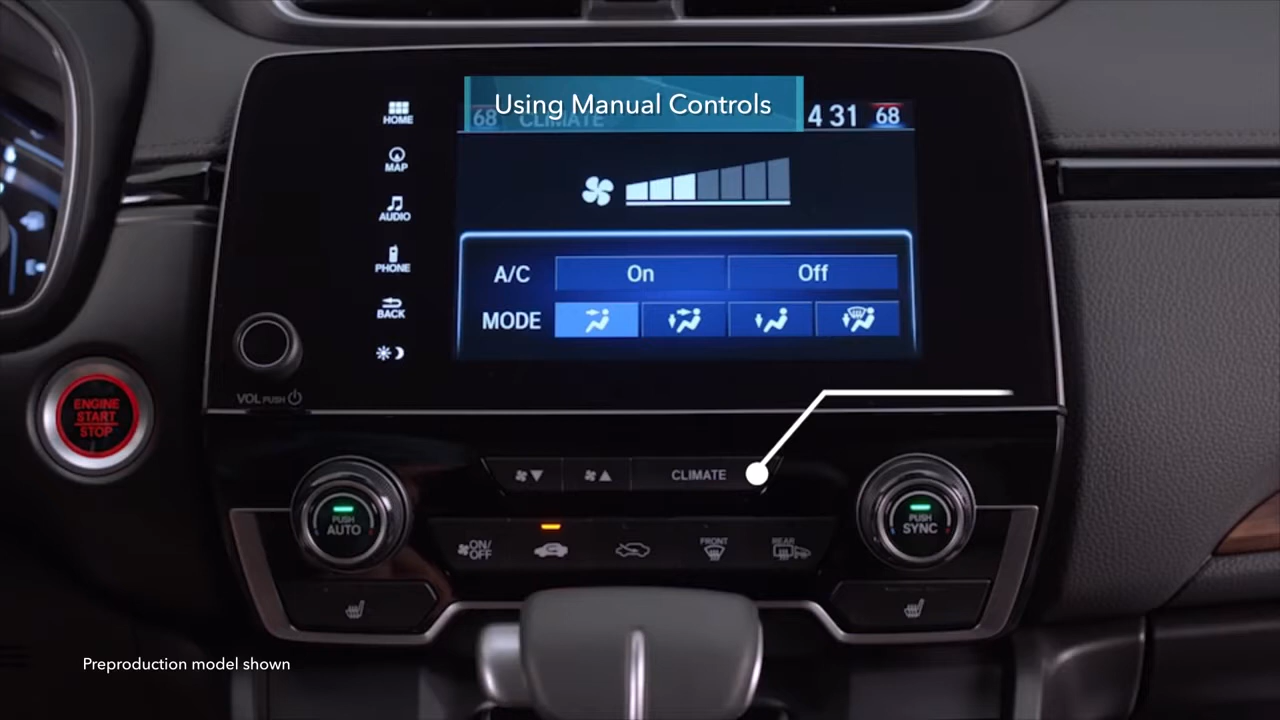 Using Manual Controls
68 CLIMATE
4 31 68
HOME
MAP
AUDIO
PHONE
BACK
A/C On Off
MODE
VOL PUSH
ENGINE
START
STOP
CLIMATE
PUSH
AUTO
ON/
OFF
FRONT
REAR
PUSH
SYNC
Preproduction model shown